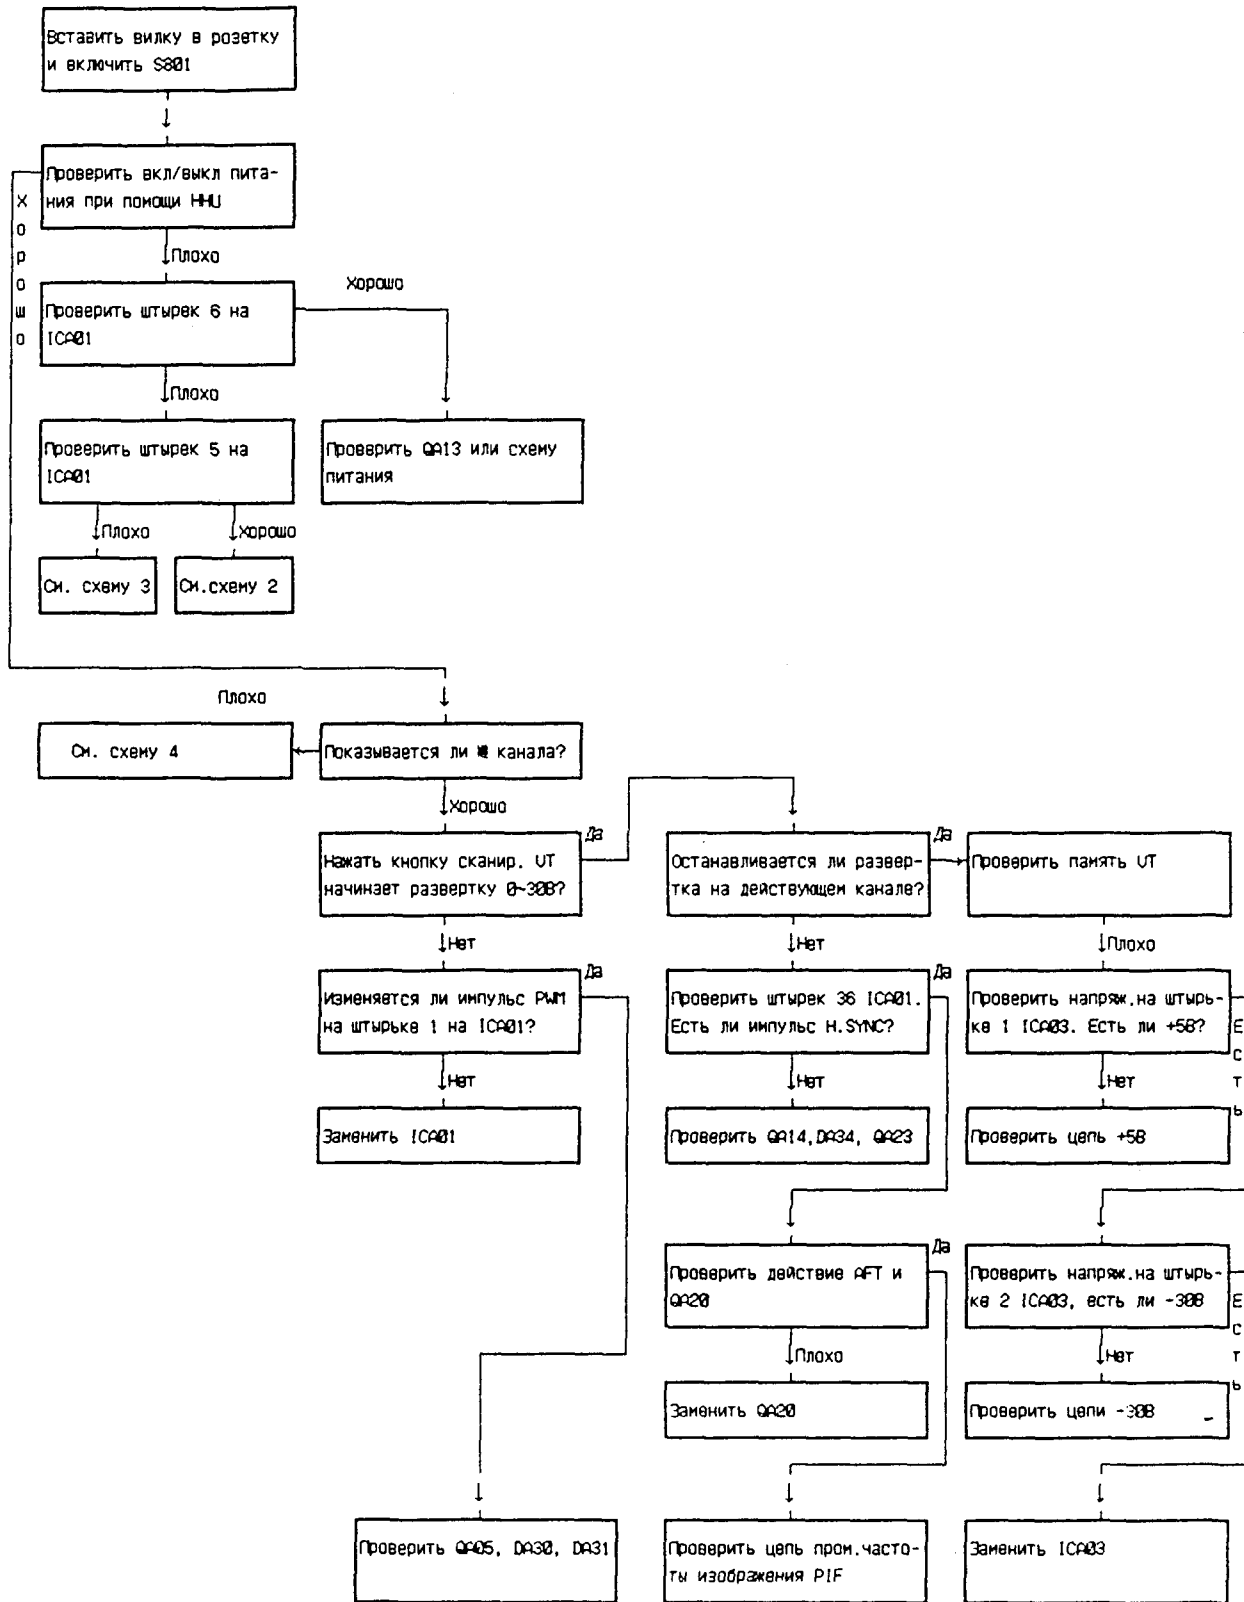 Вставить вилку в розетку
и включить S801
Проверить вкл/выкл пита-
ния при помощи HHU
Хорошо
Плохо
Хорошо
Проверить штырек 6 на
ICA01
Плохо
Проверить штырек 5 на
ICA01
Проверить QA13 или схему
питания
Плохо
Хорошо
См. схему 3
См.схему 2
Плохо
См. схему 4
Показывается ли № канала?
Хорошо
Да
Да
Нажать кнопку сканир. UT
начинает развертку 0~30В?
Останавливается ли развер-
тка на действующем канале?
Проверить память UT
Нет
Нет
Плохо
Да
Да
Изменяется ли импульс PWM
на штырьке 1 на ICA01?
Проверить штырек 36 ICA01.
Есть ли импульс H.SYNC?
Проверить напряж.на штырь-
ке 1 ICA03. Есть ли +5В?
Есть
Нет
Нет
Нет
Заменить ICA01
Проверить QA14,DA34, QA23
Проверить цепь +5В
Да
Проверить действие AFT и
QA20
Проверить напряж.на штырь-
ке 2 ICA03, есть ли -30В
Есть
Плохо
Нет
Заменить QA20
Проверить цепи -30В
Проверить QA05, DA30, DA31
Проверить цепь пром.часто-
ты изображения PIF
Заменить ICA03